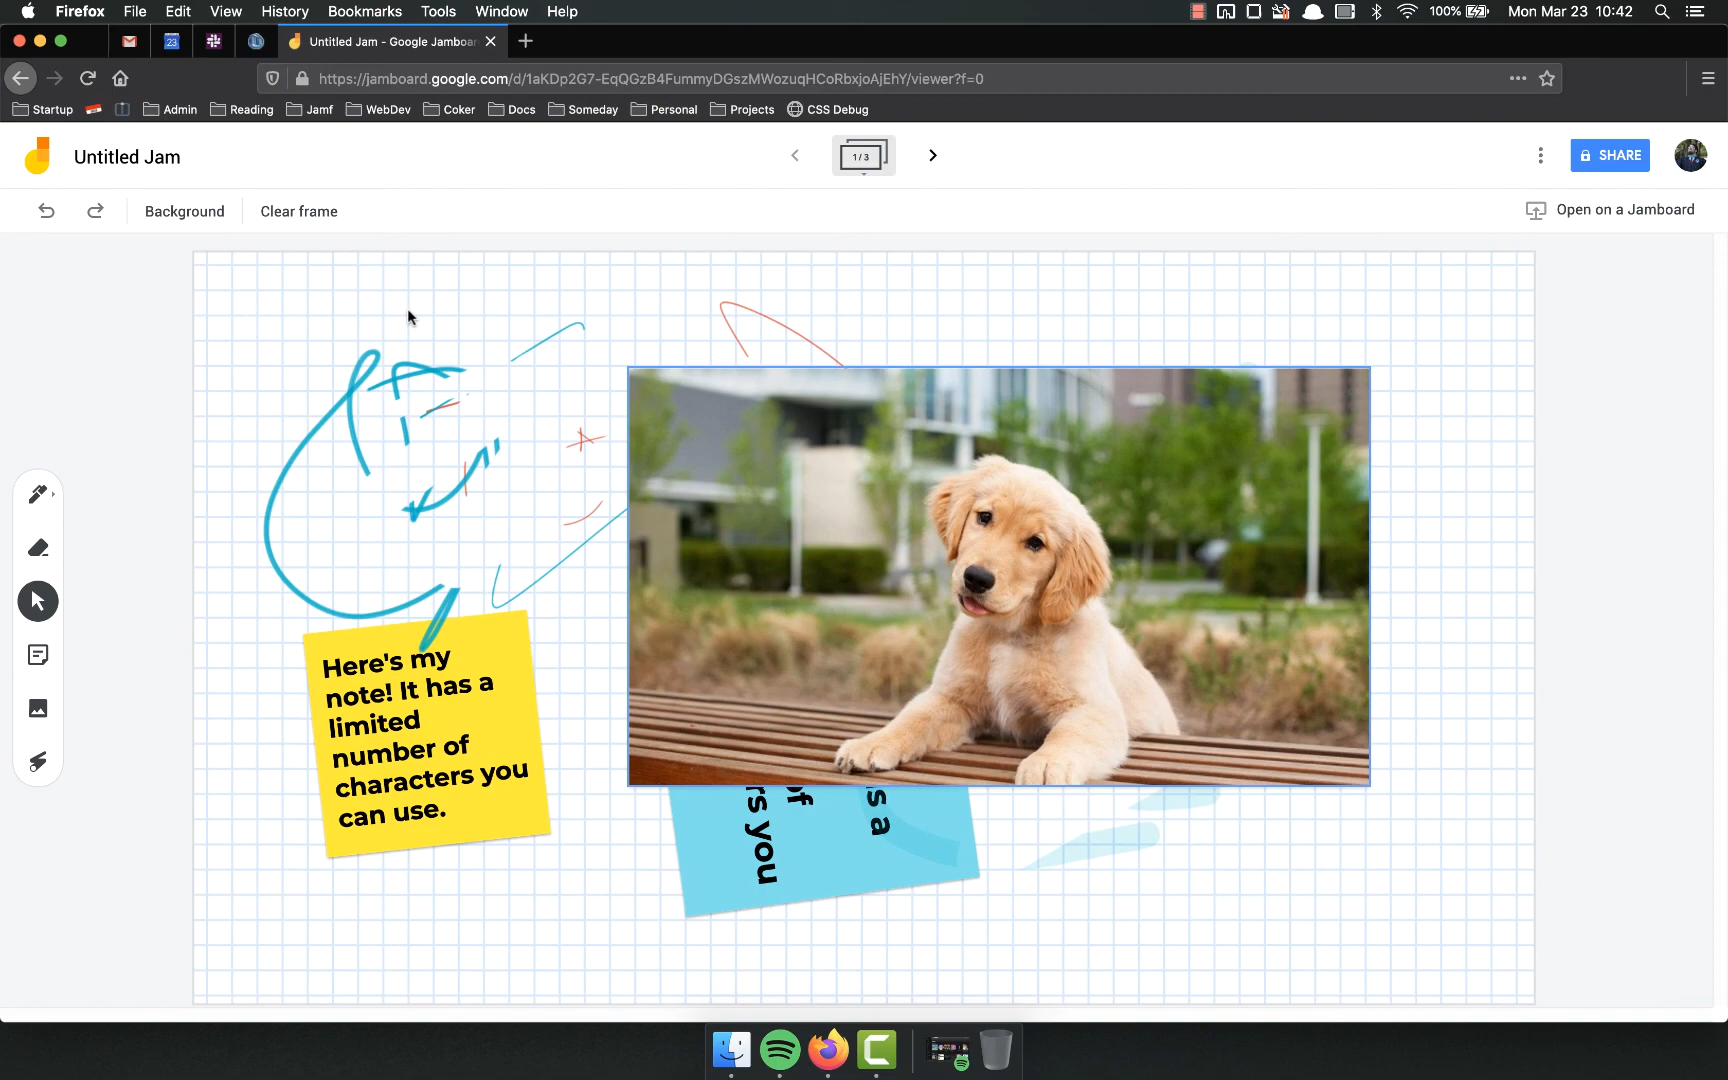 Firefox File Edit View History Bookmarks Tools Window Help 100% Mon Mar 23 10:42
23 Untitled Jam - Google Jamboar
https://jamboard.google.com/d/1aKDp2G7-EqQGzB4FummyDGszMWozuqHCoRbxjoAjEhY/viewer?f=0
Startup Admin Reading Jamf WebDev Coker Docs Someday Personal Projects CSS Debug
Untitled Jam 1/3 SHARE
Background Clear frame Open on a Jamboard
Here's my
note! It has a
limited
number of
characters you
can use.
s a
of
rs you